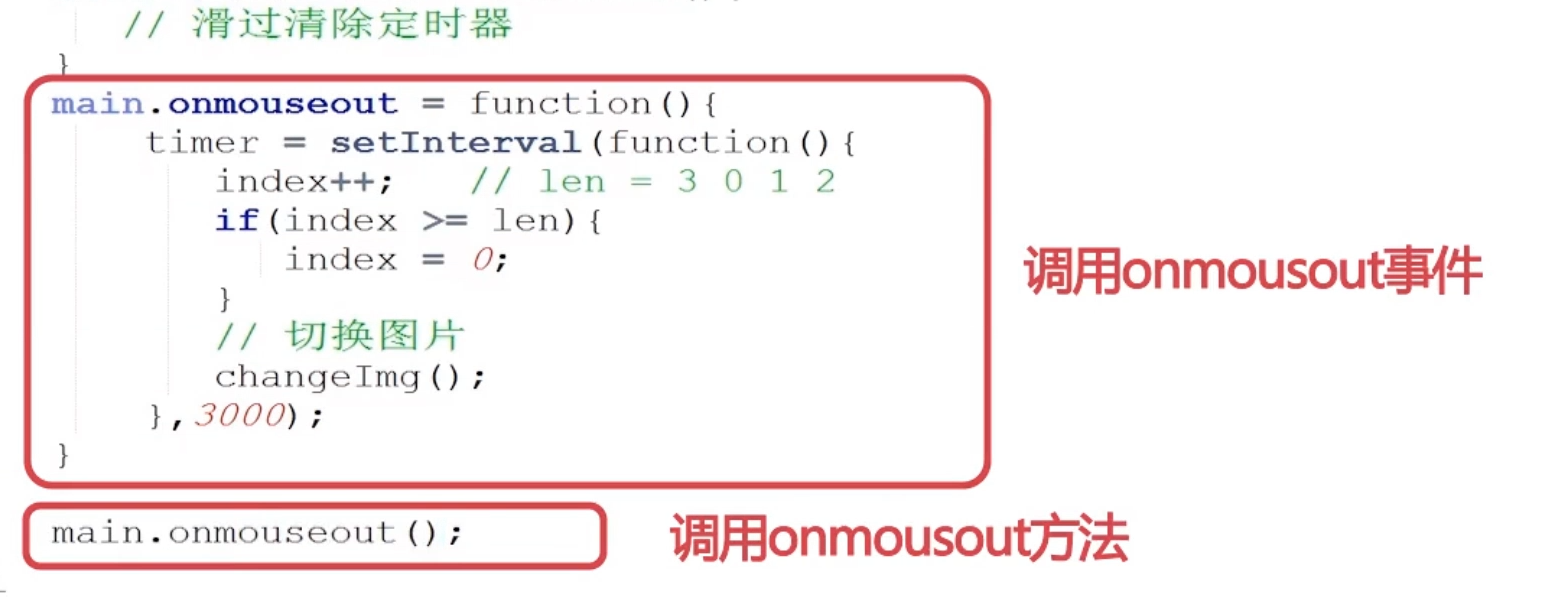 // 滑过清除定时器
}
main.onmouseout = function(){
timer = setInterval(function(){
index++; // len = 3 0 1 2
if(index >= len){
index = 0;
}
// 切换图片
changeImg();
},3000);
}
调用onmousout事件
main.onmouseout();
调用onmousout方法